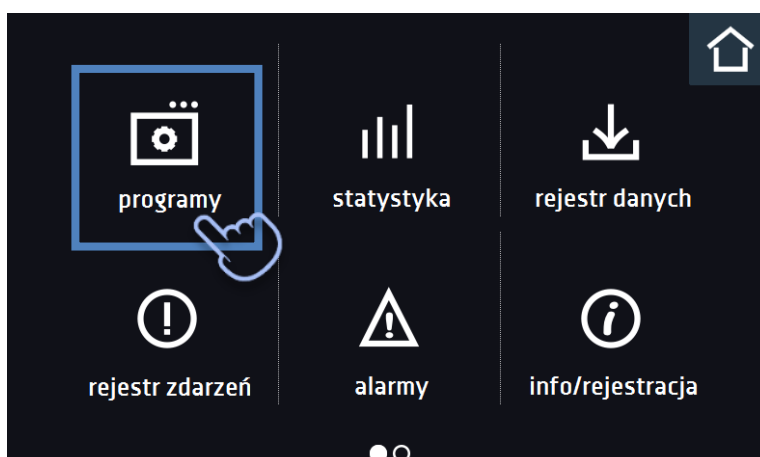 programy
statystyka
rejestr danych
rejestr zdarzeń
alarmy
info/rejestracja